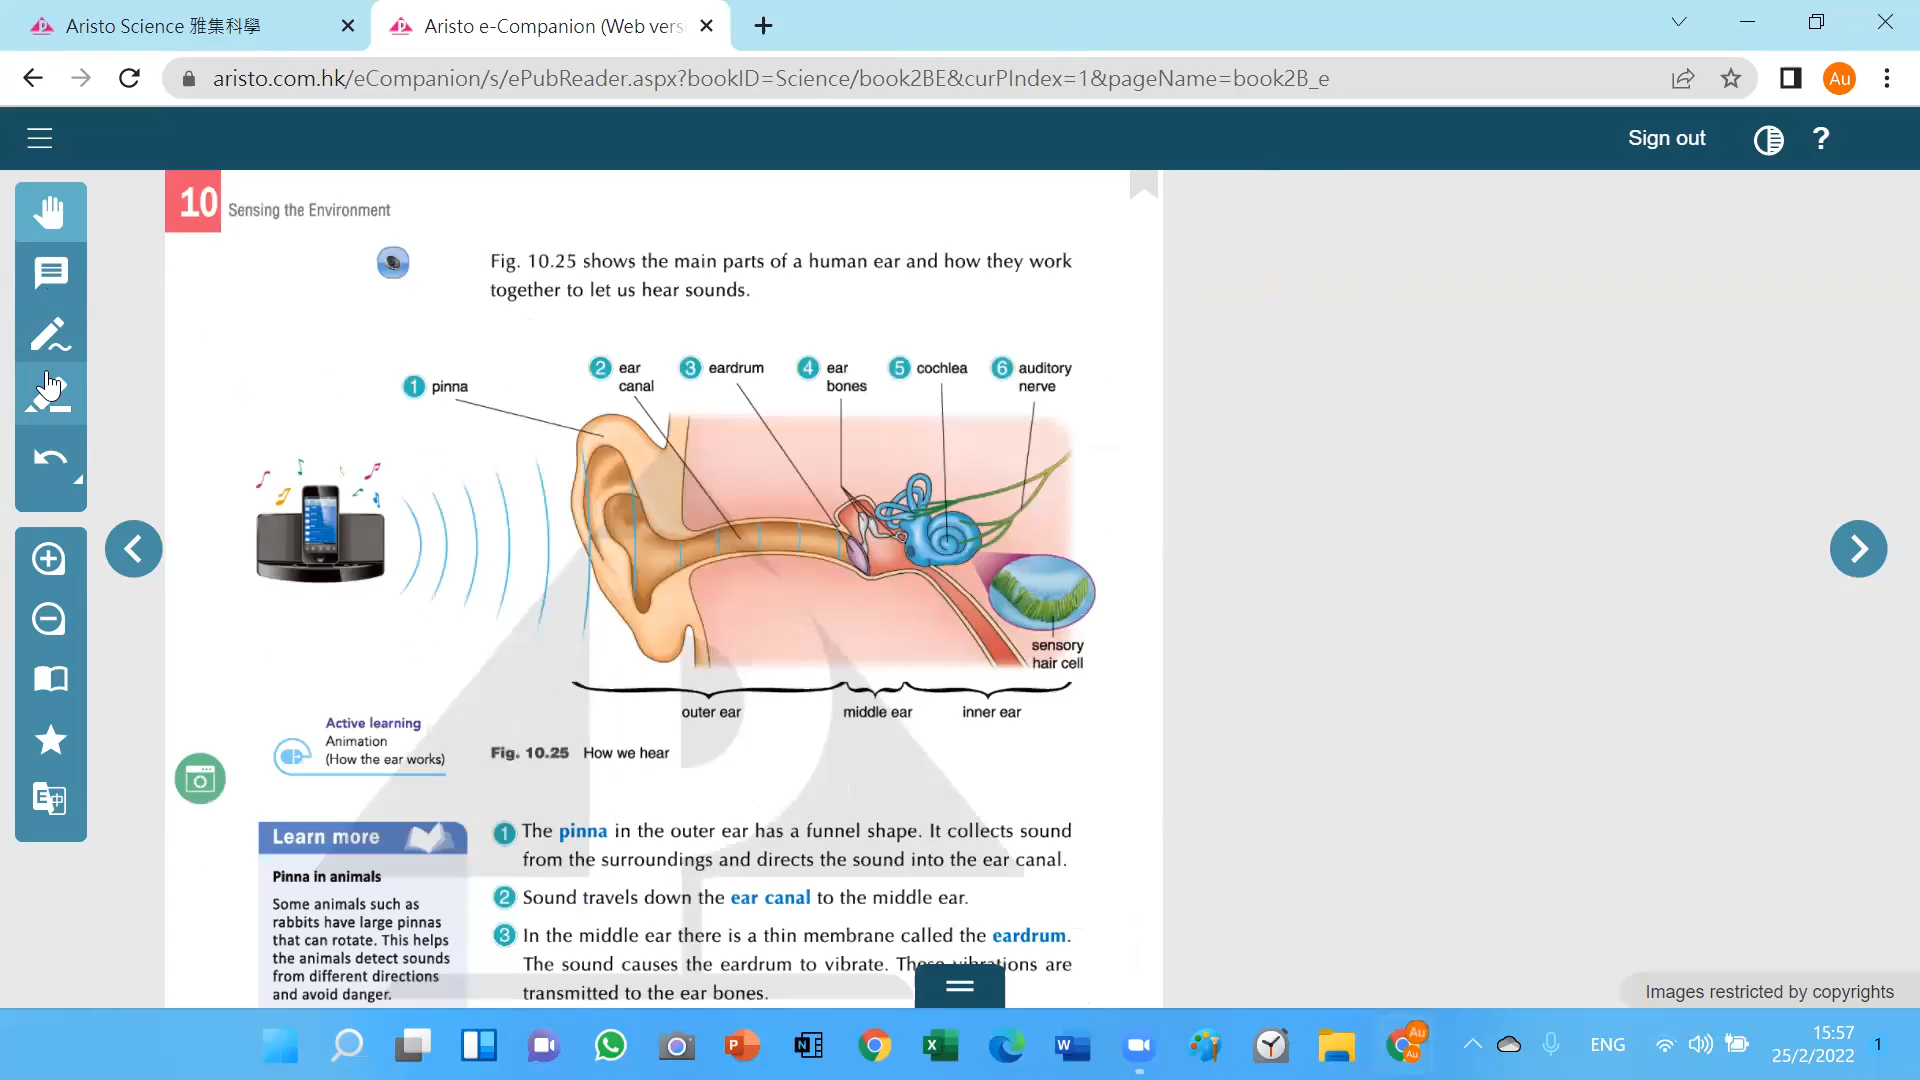 Aristo Science 雅集科學
Aristo e-Companion (Web vers
aristo.com.hk/eCompanion/s/ePubReader.aspx?bookID=Science/book2BE&curPIndex=1&pageName=book2B_e
Au
Sign out
?
10 Sensing the Environment
Fig. 10.25 shows the main parts of a human ear and how they work
together to let us hear sounds.
1 pinna
2 ear
canal
3 eardrum
4 ear
bones
5 cochlea
6 auditory
nerve
sensory
hair cell
outer ear
middle ear
inner ear
Active learning
Animation
(How the ear works)
Fig. 10.25 How we hear
Learn more
Pinna in animals
Some animals such as
rabbits have large pinnas
that can rotate. This helps
the animals detect sounds
from different directions
and avoid danger.
1 The pinna in the outer ear has a funnel shape. It collects sound
from the surroundings and directs the sound into the ear canal.
2 Sound travels down the ear canal to the middle ear.
3 In the middle ear there is a thin membrane called the eardrum.
The sound causes the eardrum to vibrate. These vibrations are
transmitted to the ear bones.
Images restricted by copyrights
ENG
15:57
25/2/2022
1